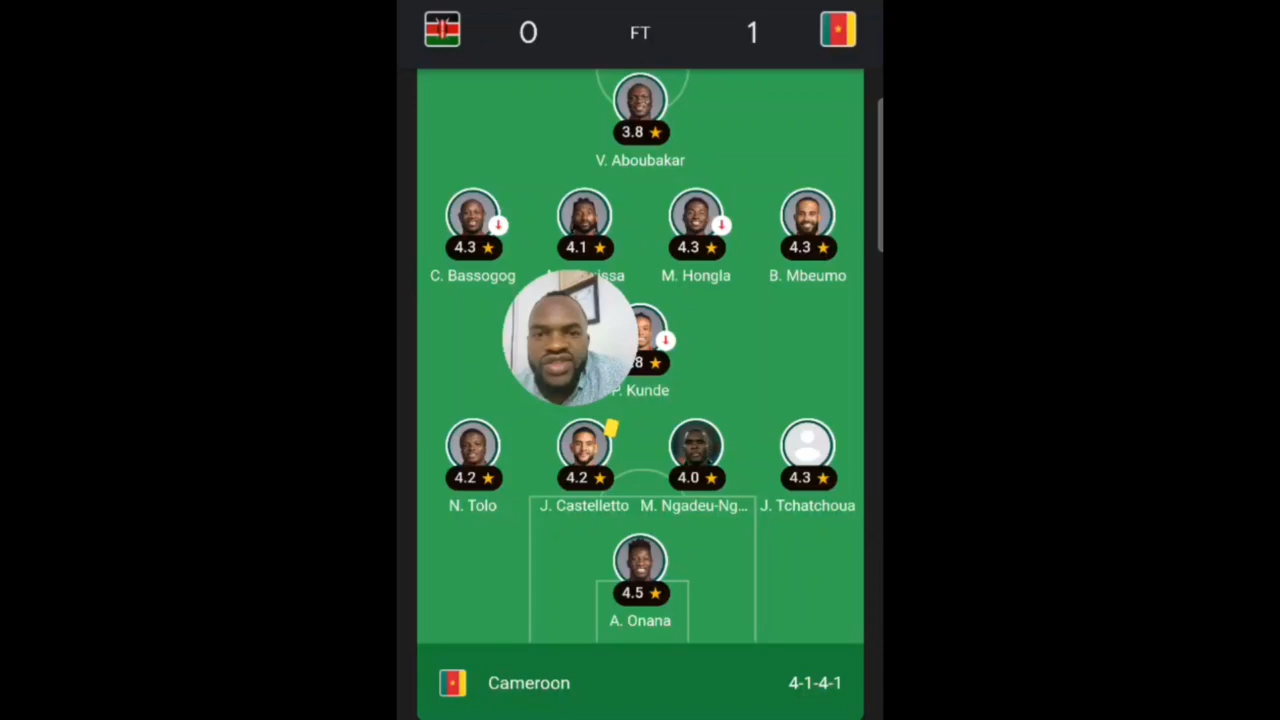 0 FT 1
3.8
V. Aboubakar
4.3 4.1 4.3 4.3
C. Bassogog M. Hongla B. Mbeumo
P. Kunde
4.2 4.2 4.0 4.3
N. Tolo J. Castelletto M. Ngadeu-Ng... J. Tchatchoua
4.5
A. Onana
Cameroon 4-1-4-1